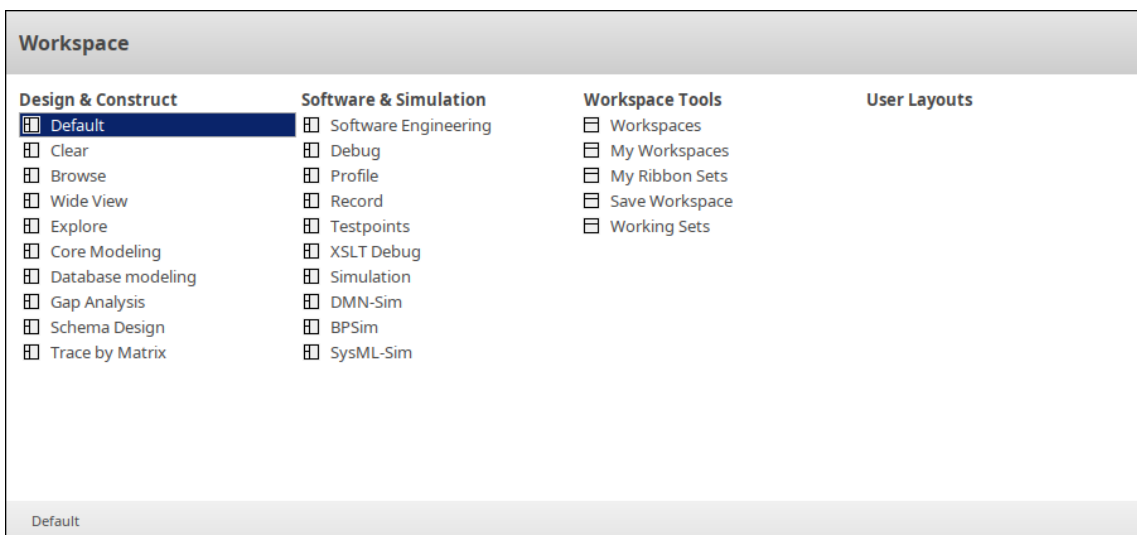 Workspace
Design & Construct
Default
Clear
Browse
Wide View
Explore
Core Modeling
Database modeling
Gap Analysis
Schema Design
Trace by Matrix
Software & Simulation
Software Engineering
Debug
Profile
Record
Testpoints
XSLT Debug
Simulation
DMN-Sim
BPSim
SysML-Sim
Workspace Tools
Workspaces
My Workspaces
My Ribbon Sets
Save Workspace
Working Sets
User Layouts
Default